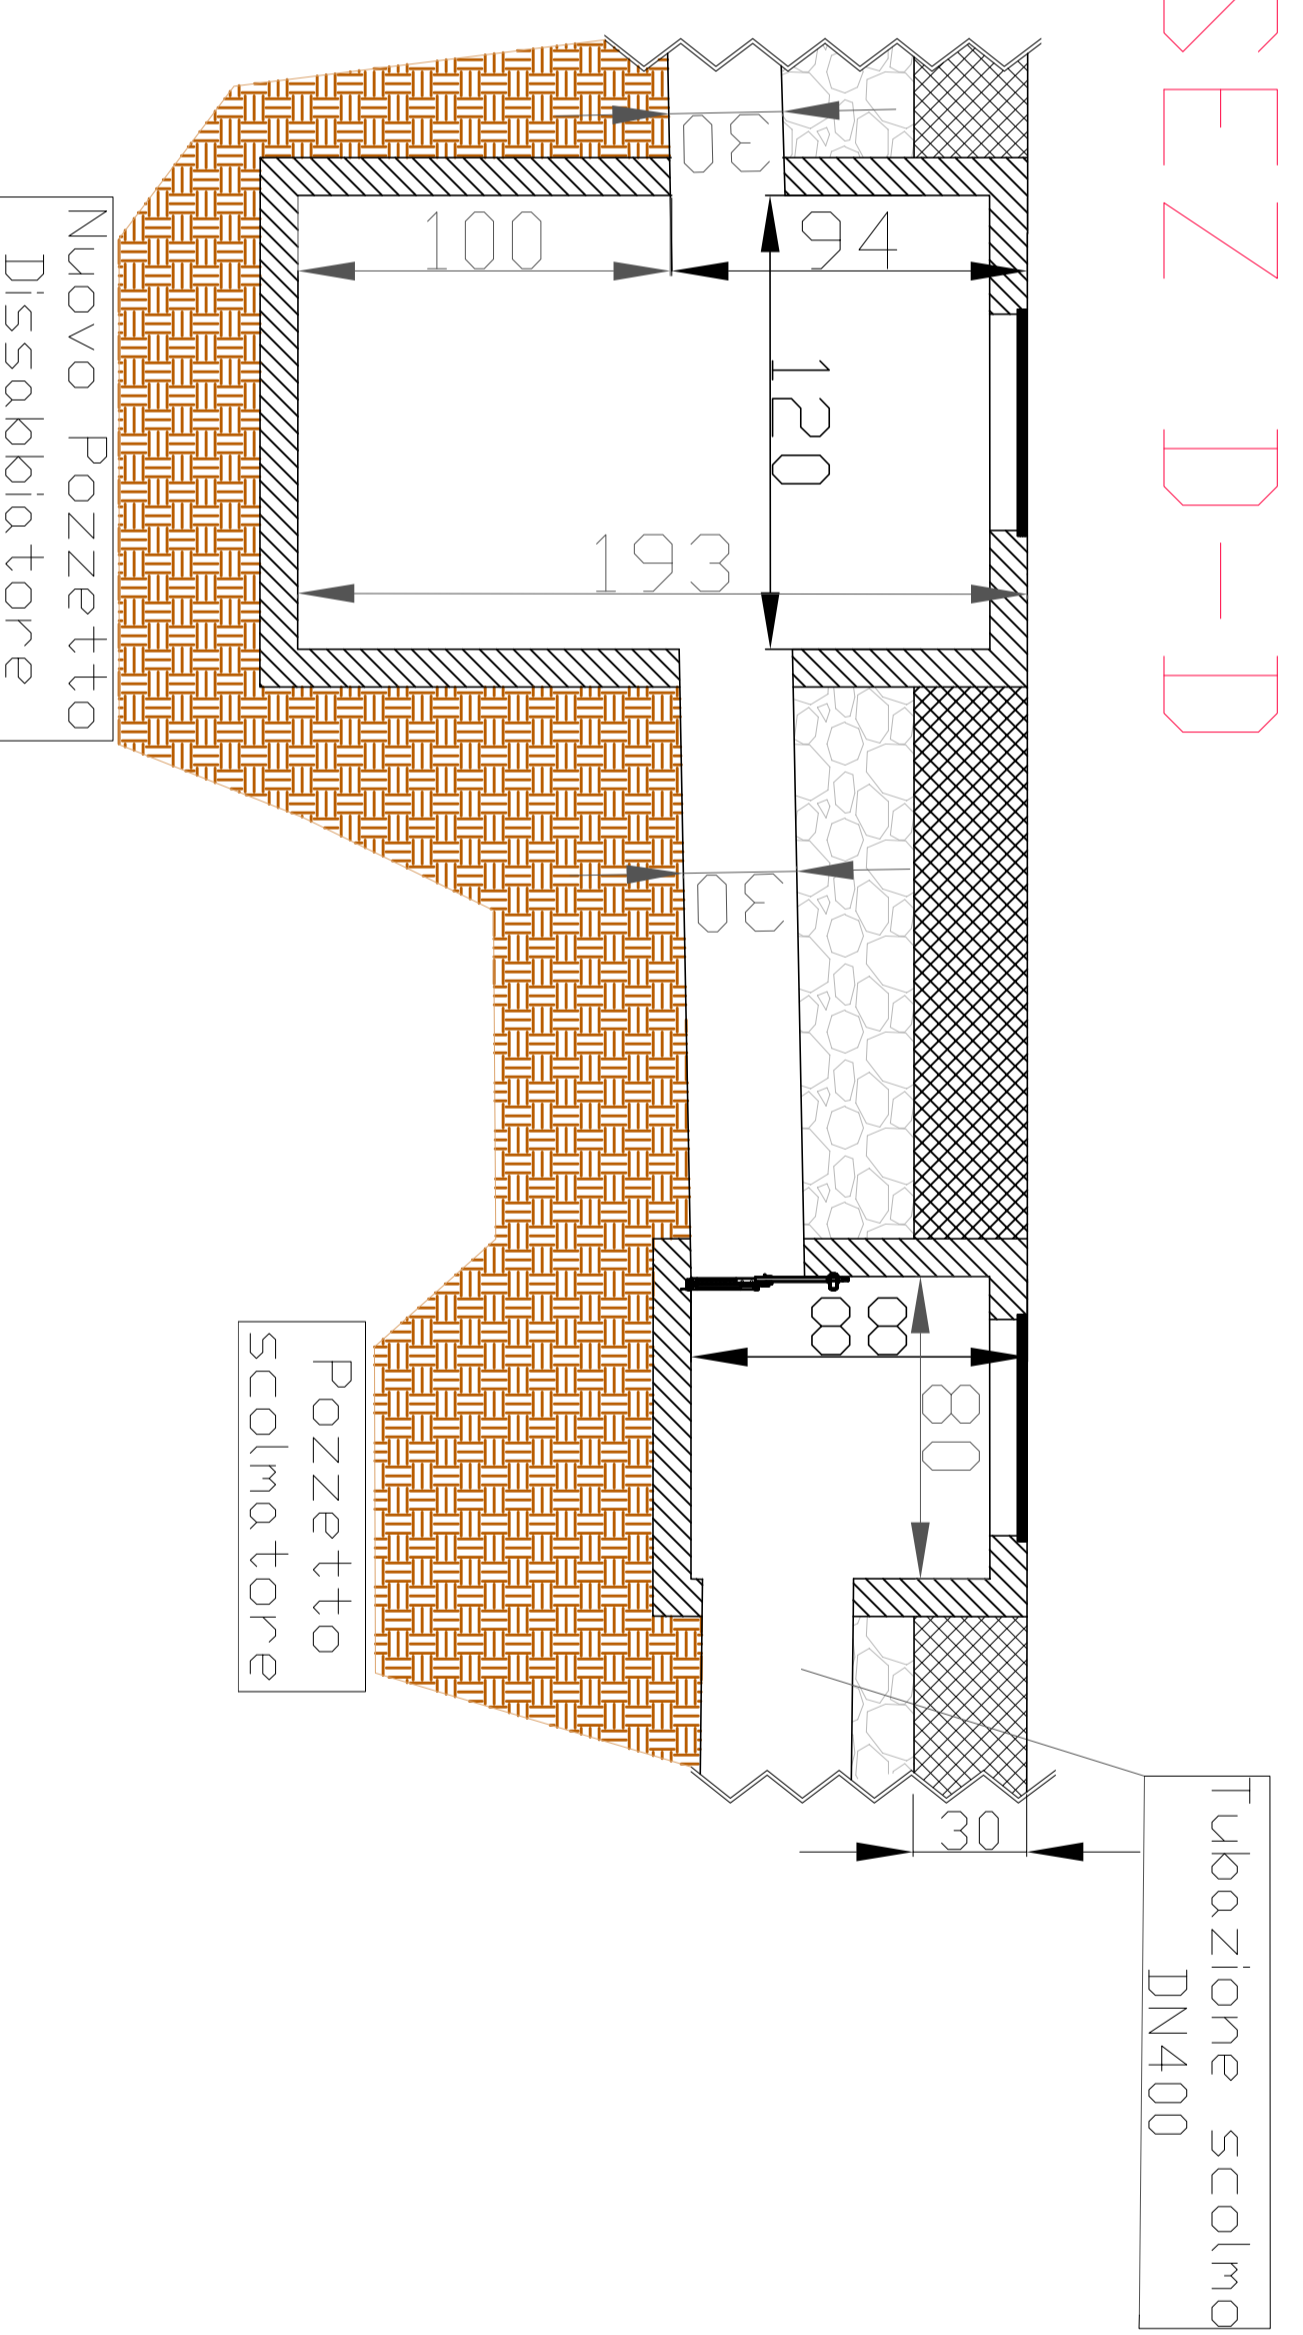 SEZ D-D
30
94
100
120
193
30
88
80
30
Tubazione scolmo
DN400
Nuovo Pozzetto
Dissabbiatore
Pozzetto
scolmatore